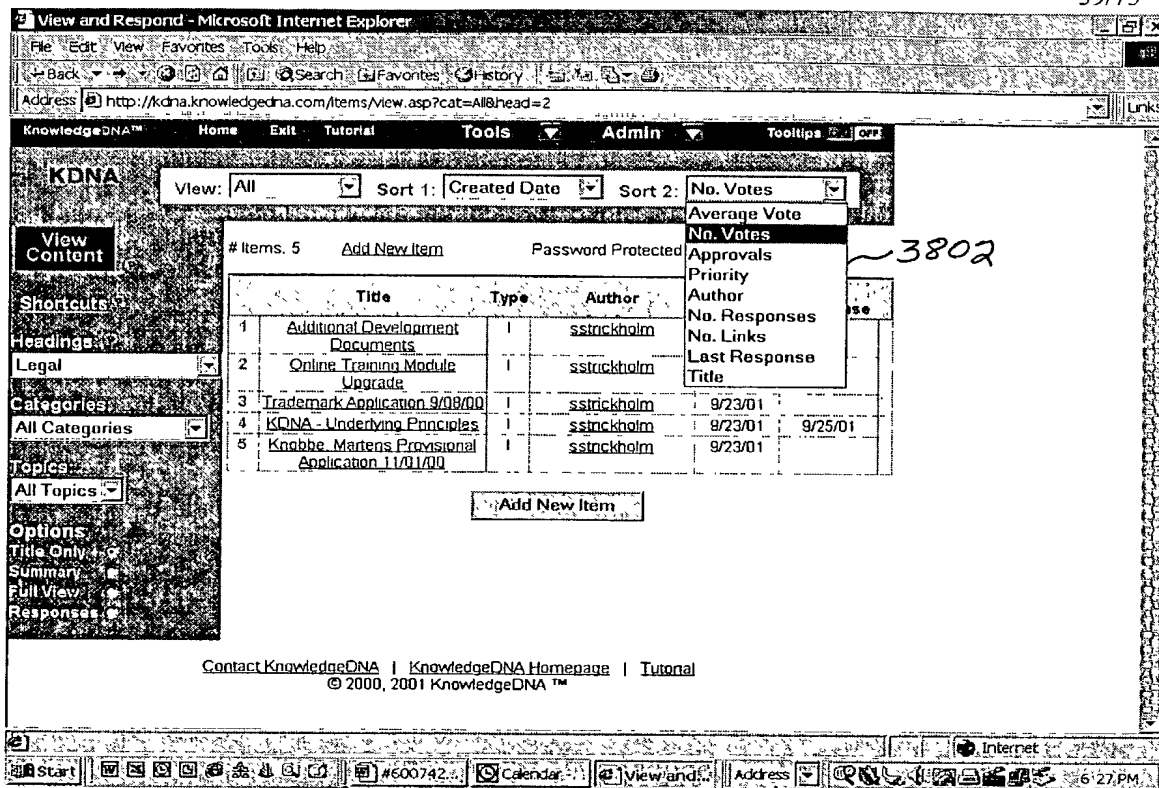 39/75
View and Respond - Microsoft Internet Explorer
File Edit View Favorites Tools Help
Back Search Favorites History
Address http://kdna.knowledgedna.com/items/view.asp?cat=All&head=2 Links
KnowledgeDNA™ Home Exit Tutorial Tools Admin Tooltips OFF
KDNA
View: All Sort 1: Created Date Sort 2: No. Votes
Average Vote
No. Votes
Approvals
Priority
Author
No. Responses
No. Links
Last Response
Title
3802
View Content
# Items. 5 Add New Item Password Protected
Title Type Author
1 Additional Development Documents I sstrickholm
2 Online Training Module Upgrade I sstrickholm
3 Trademark Application 9/08/00 I sstrickholm 9/23/01
4 KDNA - Underlying Principles I sstrickholm 9/23/01 9/25/01
5 Knobbe, Martens Provisional Application 11/01/00 I sstrickholm 9/23/01
Add New Item
Shortcuts
Headings
Legal
Categories
All Categories
Topics
All Topics
Options
Title Only
Summary
Full View
Responses
Contact KnowledgeDNA | KnowledgeDNA Homepage | Tutorial
© 2000, 2001 KnowledgeDNA ™
Internet
Start #600742... Calendar... View and... Address 6:27 PM